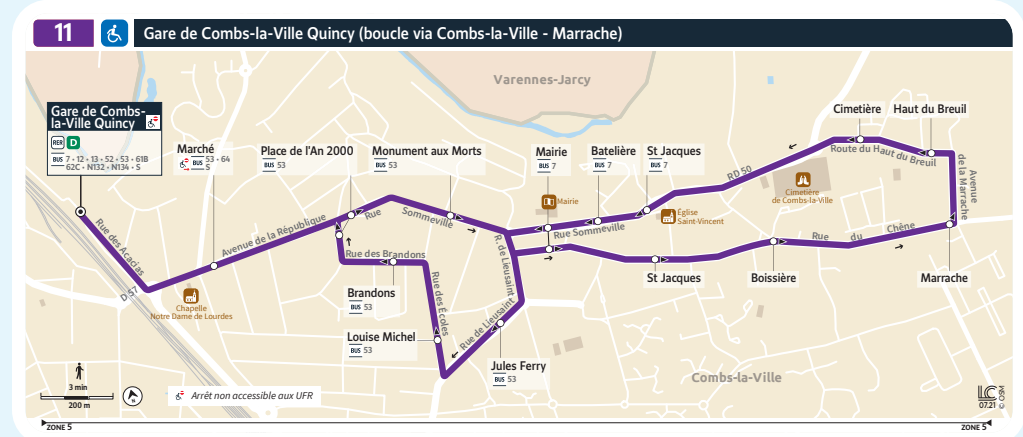 11
Gare de Combs-la-Ville Quincy (boucle via Combs-la-Ville - Marrache)
Varennes-Jarcy
Gare de Combs-
la-Ville Quincy
RER D
BUS 7 • 12 • 13 • 52 • 53 • 61B
62C • N132 • N134 • 5
Marché
BUS 53 • 64
5
Place de l'An 2000
BUS 53
Monument aux Morts
BUS 53
Mairie
BUS 7
Batelière
BUS 7
St Jacques
BUS 7
Cimetière
Haut du Breuil
Route du Haut du Breuil
Avenue
de la Marrache
RD 50
Cimetière
de Combs-la-Ville
Mairie
Église
Saint-Vincent
Rue Sommeville
Rue des Acacias
D 57
Avenue de la République
Rue Sommeville
R. de Lieusaint
Rue du Chêne
St Jacques
Boissière
Marrache
Rue des Brandons
Brandons
BUS 53
Rue des Écoles
Louise Michel
BUS 53
Rue de Lieusaint
Jules Ferry
BUS 53
Chapelle
Notre Dame de Lourdes
Combs-la-Ville
3 min
200 m
N
Arrêt non accessible aux UFR
LC
07.21
© OSM
ZONE 5
ZONE 5